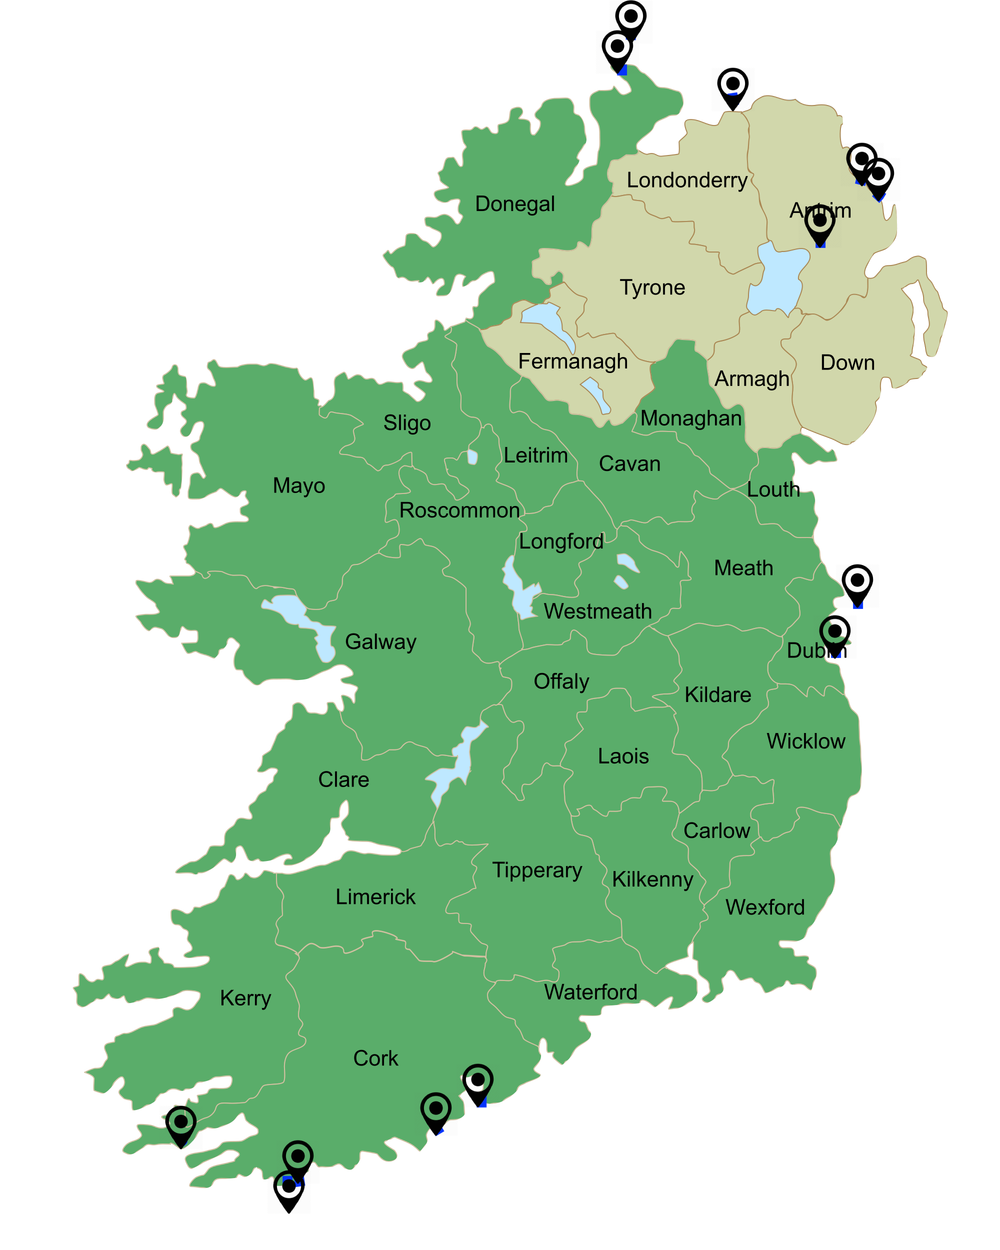 Londonderry
Donegal
Antrim
Tyrone
Fermanagh
Down
Armagh
Monaghan
Sligo
Leitrim
Cavan
Mayo
Louth
Roscommon
Longford
Meath
Westmeath
Galway
Dublin
Offaly
Kildare
Wicklow
Laois
Clare
Carlow
Tipperary
Kilkenny
Limerick
Wexford
Waterford
Kerry
Cork